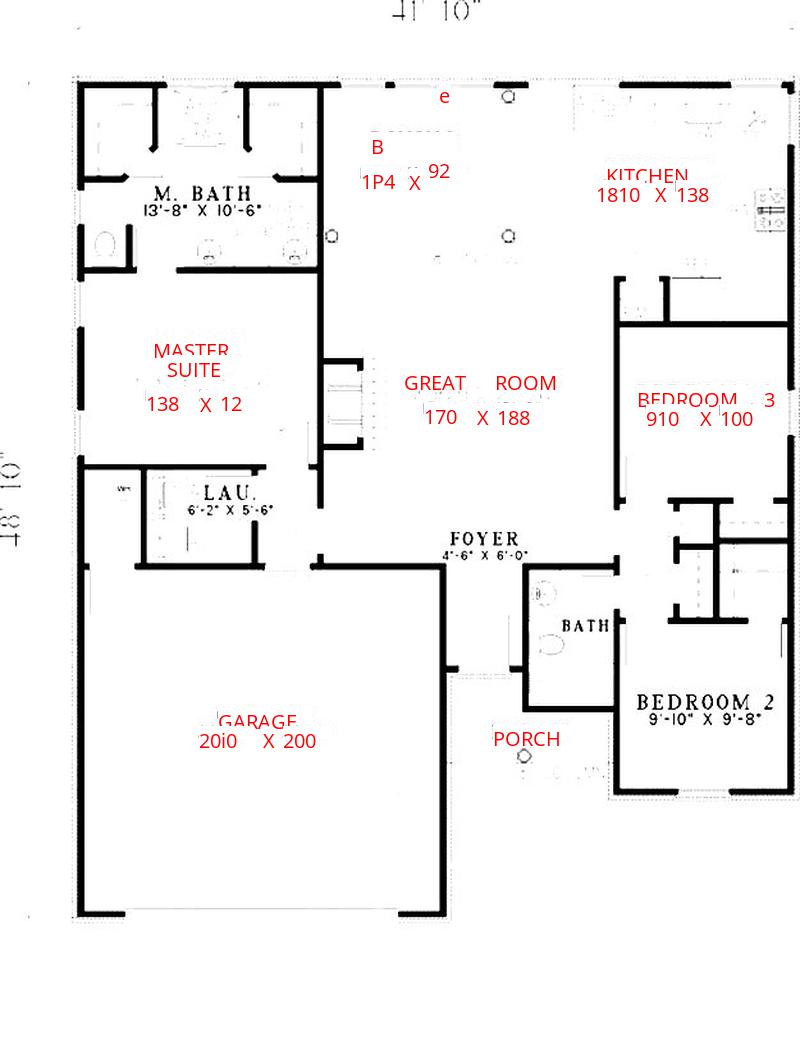 41' 10"
e
B
1P4 X 92
KITCHEN
1810 X 138
M. BATH
13'-8" X 10'-6"
MASTER
SUITE
138 X 12
GREAT ROOM
170 X 188
BEDROOM 3
910 X 100
48' 10"
LAU.
6'-2" X 5'-6"
FOYER
4'-6" X 6'-0"
BATH
BEDROOM 2
9'-10" X 9'-8"
GARAGE
20i0 X 200
PORCH